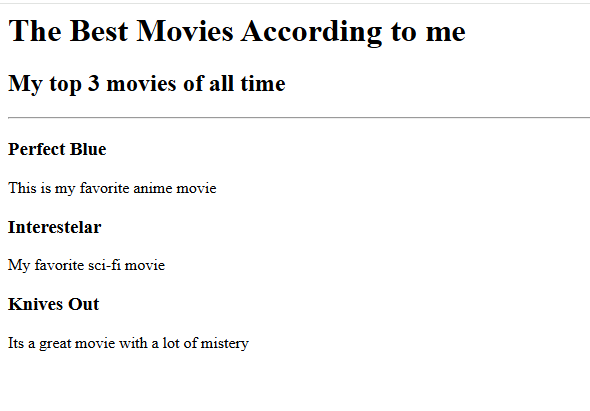 The Best Movies According to me
My top 3 movies of all time
Perfect Blue
This is my favorite anime movie
Interestelar
My favorite sci-fi movie
Knives Out
Its a great movie with a lot of mistery